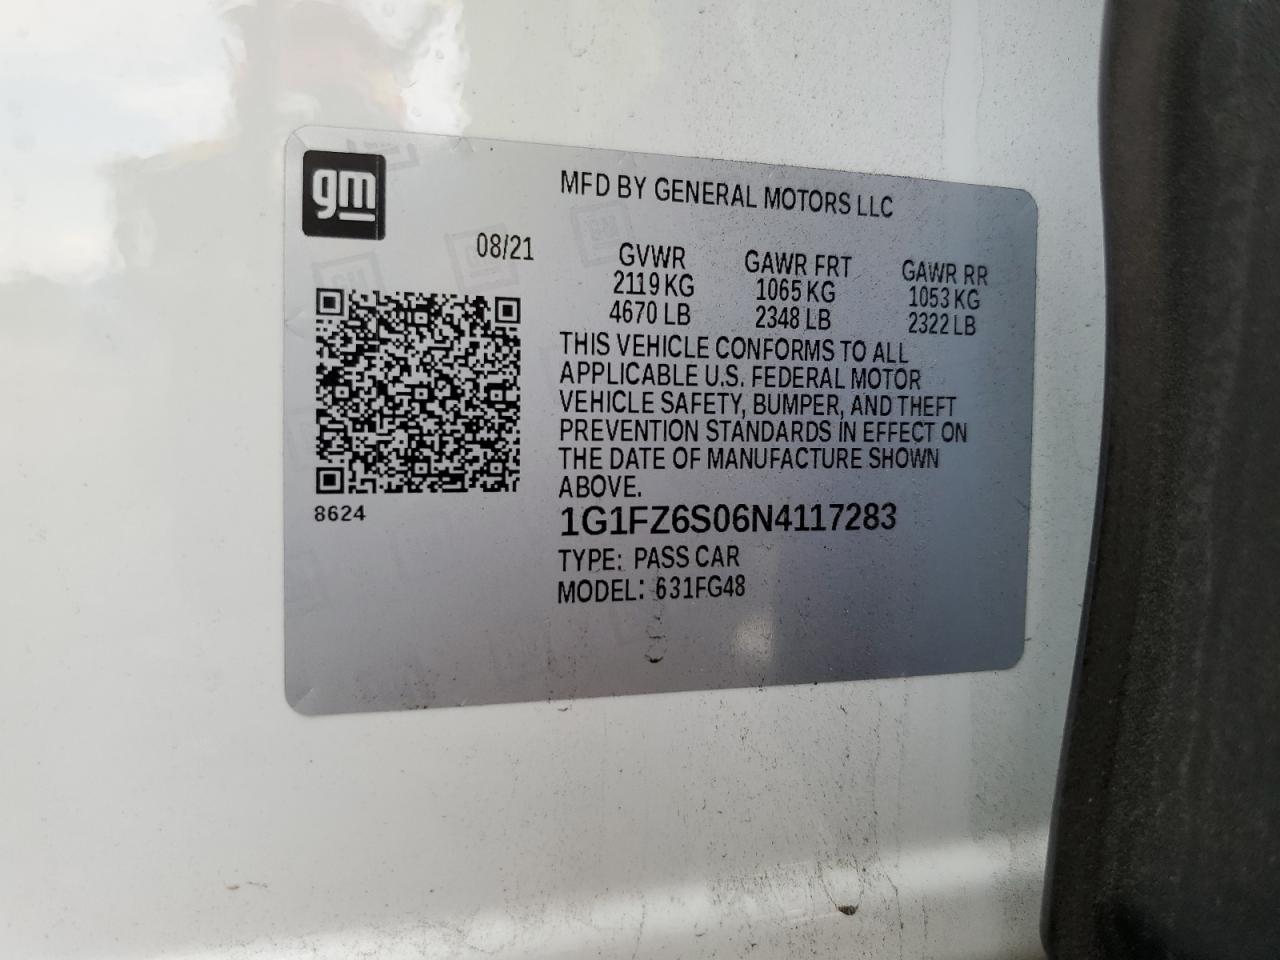 gm
MFD BY GENERAL MOTORS LLC
08/21
GVWR GAWR FRT GAWR RR
2119 KG 1065 KG 1053 KG
4670 LB 2348 LB 2322 LB
THIS VEHICLE CONFORMS TO ALL
APPLICABLE U.S. FEDERAL MOTOR
VEHICLE SAFETY, BUMPER, AND THEFT
PREVENTION STANDARDS IN EFFECT ON
THE DATE OF MANUFACTURE SHOWN
ABOVE.
8624
1G1FZ6S06N4117283
TYPE: PASS CAR
MODEL: 631FG48